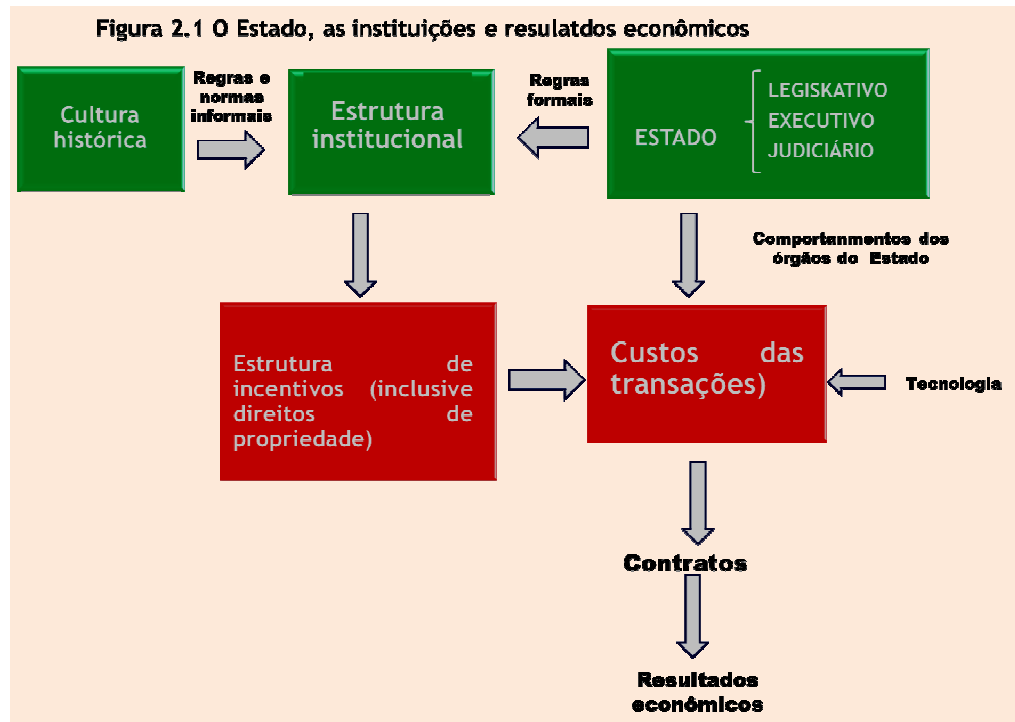 Figura 2.1 O Estado, as instituições e resulatdos econômicos
Cultura
histórica
Regras e
normas
informais
Estrutura
institucional
Regras
formais
ESTADO
LEGISKATIVO
EXECUTIVO
JUDICIÁRIO
Comportanmentos dos
órgãos do Estado
Estrutura de
incentivos (inclusive
direitos de
propriedade)
Custos das
transações)
Tecnologia
Contratos
Resultados
econômicos